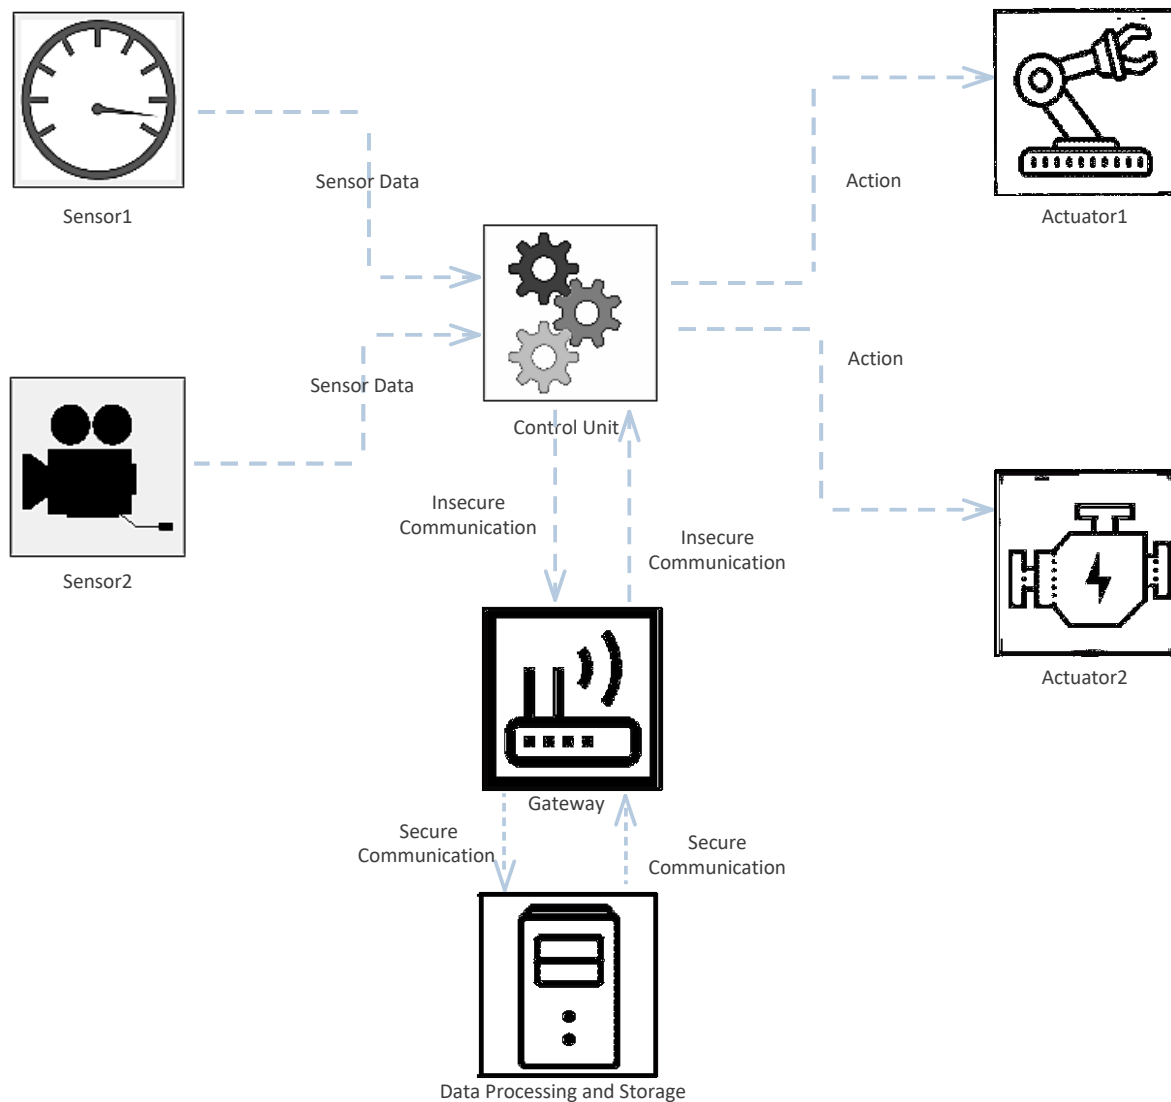 Sensor1
Sensor Data
Action
Actuator1
Sensor Data
Action
Control Unit
Sensor2
Insecure
Communication
Insecure
Communication
Actuator2
Gateway
Secure
Communication
Secure
Communication
Data Processing and Storage